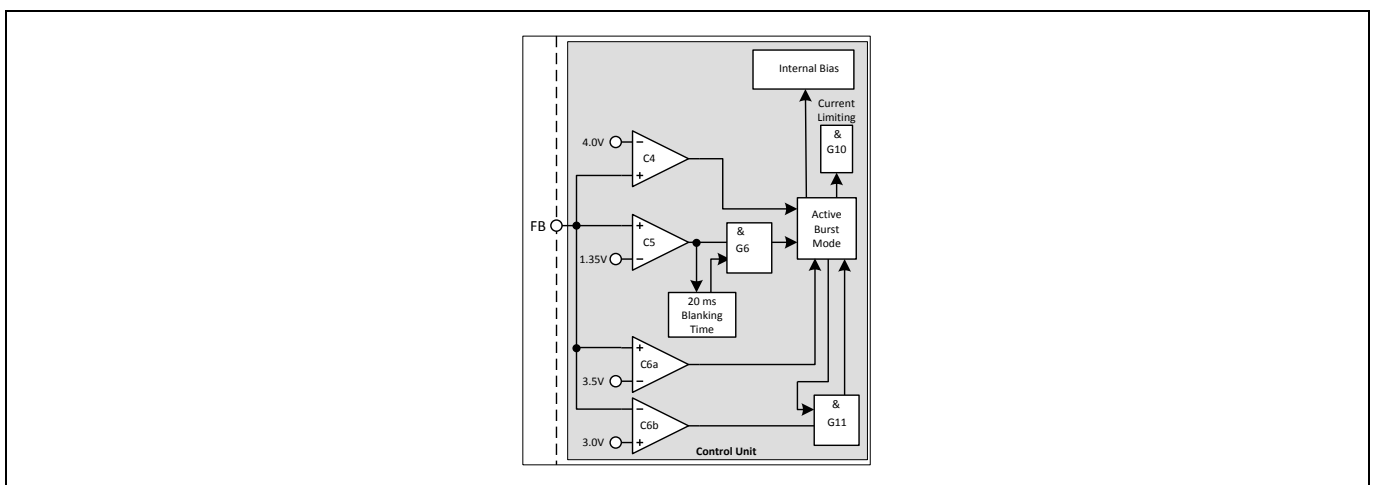 Internal Bias
Current
Limiting
&
G10
4.0V
−
C4
+
Active
Burst
Mode
FB
+
C5
−
1.35V
&
G6
20 ms
Blanking
Time
+
C6a
−
3.5V
−
C6b
+
3.0V
&
G11
Control Unit